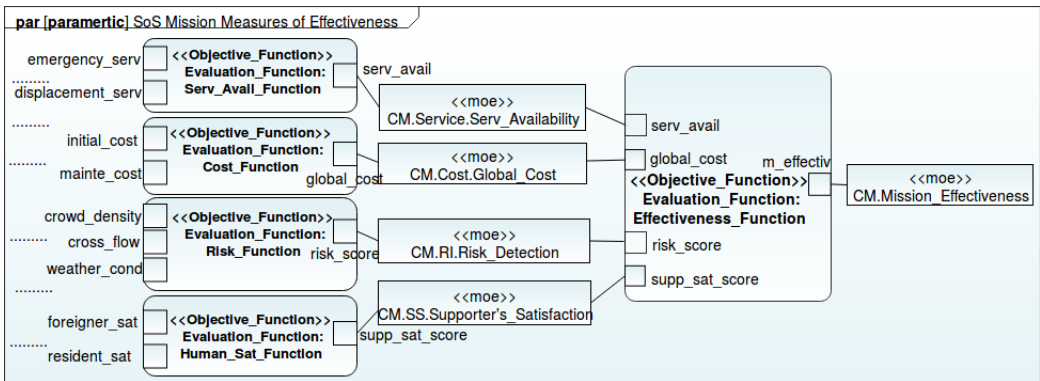 par [paramertic] SoS Mission Measures of Effectiveness
emergency_serv
.........
displacement_serv
.........
<<Objective_Function>>
Evaluation_Function:
Serv_Avail_Function
serv_avail
<<moe>>
CM.Service.Serv_Availability
initial_cost
.........
mainte_cost
<<Objective_Function>>
Evaluation_Function:
Cost_Function
global_cost
<<moe>>
CM.Cost.Global_Cost
crowd_density
.........
cross_flow
weather_cond
.........
<<Objective_Function>>
Evaluation_Function:
Risk_Function
risk_score
<<moe>>
CM.RI.Risk_Detection
foreigner_sat
.........
resident_sat
<<Objective_Function>>
Evaluation_Function:
Human_Sat_Function
supp_sat_score
<<moe>>
CM.SS.Supporter's_Satisfaction
serv_avail
global_cost
m_effectiv
<<Objective_Function>>
Evaluation_Function:
Effectiveness_Function
risk_score
supp_sat_score
<<moe>>
CM.Mission_Effectiveness